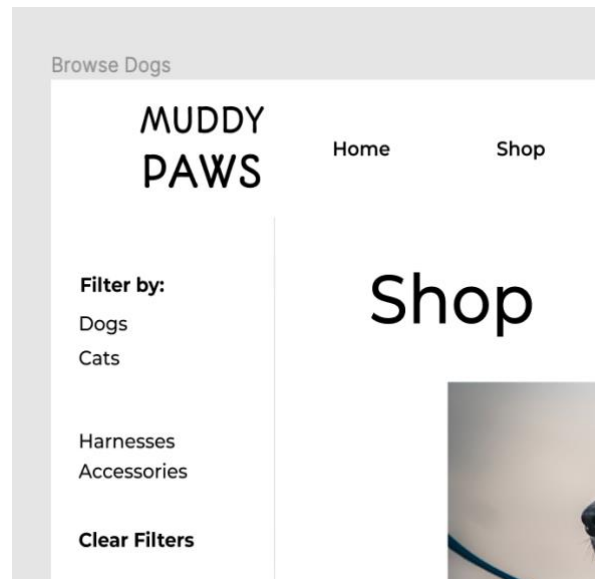 Browse Dogs
MUDDY
PAWS
Home
Shop
Filter by:
Dogs
Cats
Harnesses
Accessories
Clear Filters
Shop